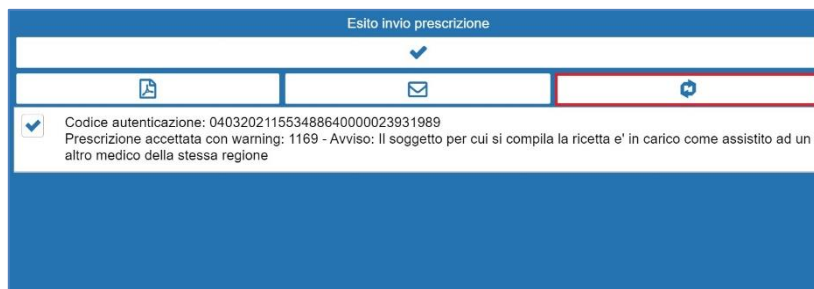 Esito invio prescrizione
Codice autenticazione: 040320211553488640000023931989
Prescrizione accettata con warning: 1169 - Avviso: Il soggetto per cui si compila la ricetta e' in carico come assistito ad un
altro medico della stessa regione